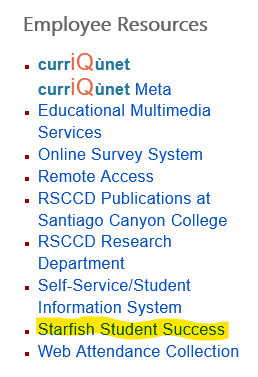 Employee Resources
currIQùnet
currIQùnet Meta
Educational Multimedia
Services
Online Survey System
Remote Access
RSCCD Publications at
Santiago Canyon College
RSCCD Research
Department
Self-Service/Student
Information System
Starfish Student Success
Web Attendance Collection